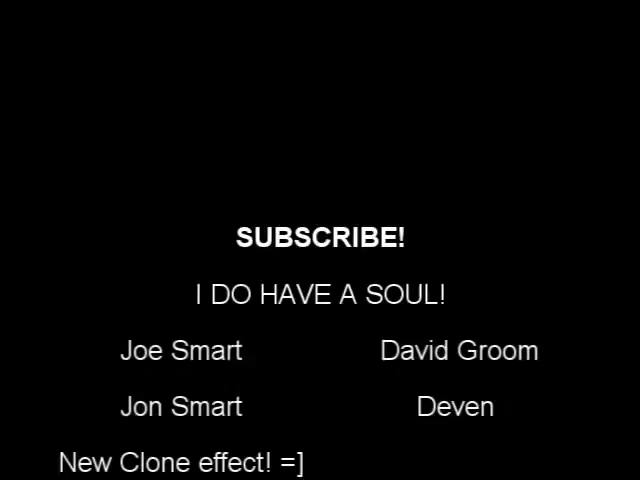 SUBSCRIBE!
I DO HAVE A SOUL!
Joe Smart David Groom
Jon Smart Deven
New Clone effect! =]